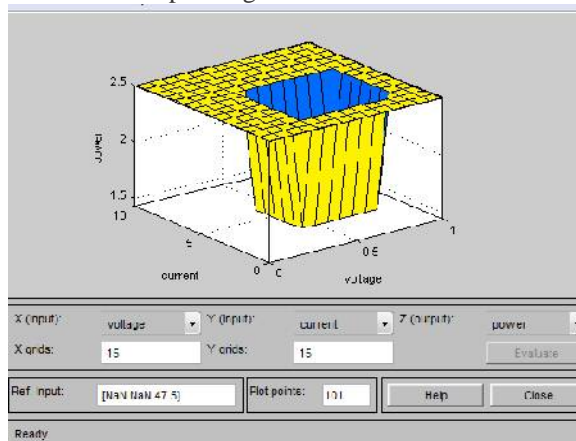 2.5
2
1.5
power
10
5
0
current
0
0.5
1
voltage
X (input): voltage Y (input): current Z (output): power
X grids: 15 Y grids: 15 Evaluate
Ref. Input: [NaN NaN 47.5] Plot points: 101 Help Close
Ready